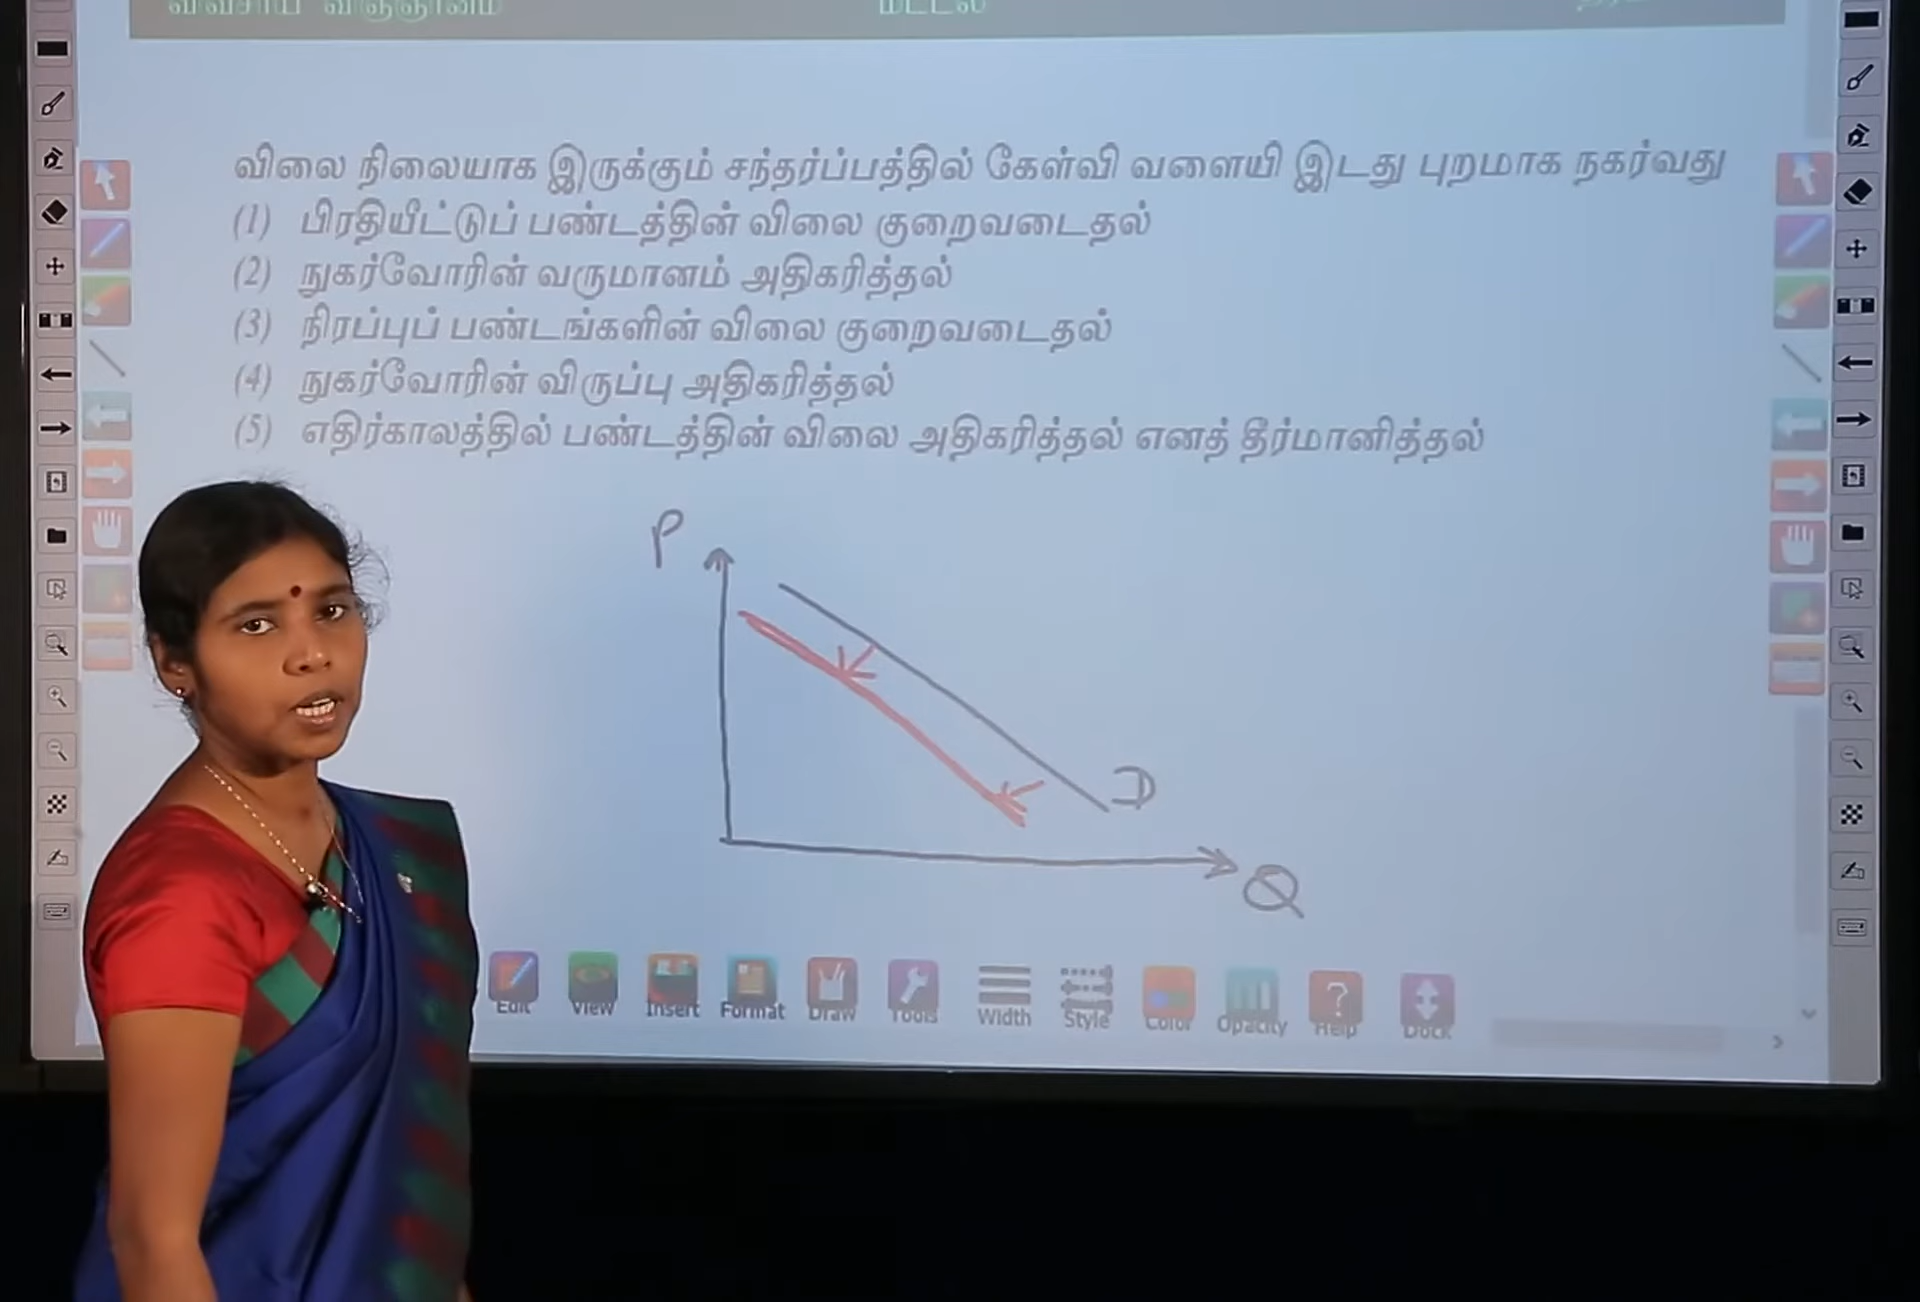 விவசாய விஞ்ஞானம்
விலை நிலையாக இருக்கும் சந்தர்ப்பத்தில் கேள்வி வளையி இடது புறமாக நகர்வது
(1) பிரதியீட்டுப் பண்டத்தின் விலை குறைவடைதல்
(2) நுகர்வோரின் வருமானம் அதிகரித்தல்
(3) நிரப்புப் பண்டங்களின் விலை குறைவடைதல்
(4) நுகர்வோரின் விருப்பு அதிகரித்தல்
(5) எதிர்காலத்தில் பண்டத்தின் விலை அதிகரித்தல் எனத் தீர்மானித்தல்
P
D
Q
Edit View Insert Format Draw Tools Width Style Color Opacity Help Dock